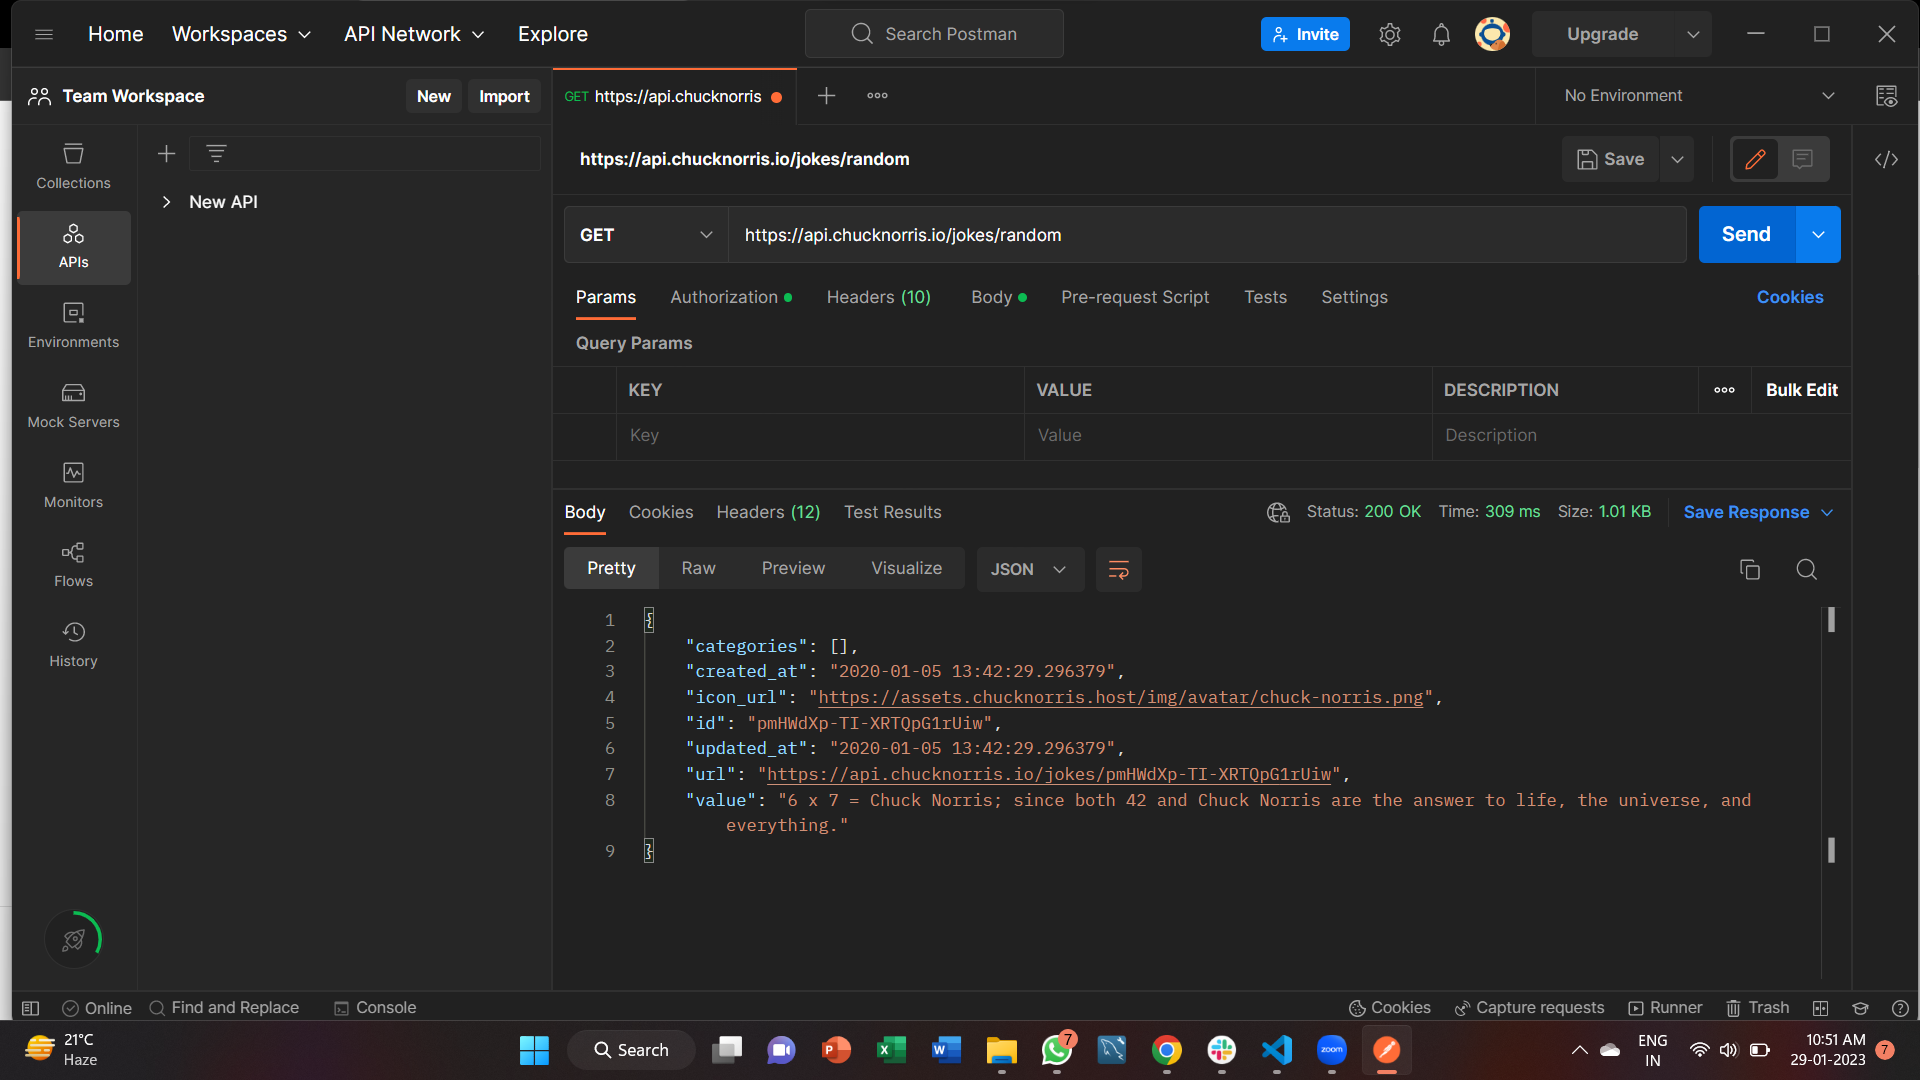 Home Workspaces API Network Explore
Search Postman
Invite
Upgrade
Team Workspace
New Import
GET https://api.chucknorris
No Environment
Collections
APIs
Environments
Mock Servers
Monitors
Flows
History
New API
https://api.chucknorris.io/jokes/random
Save
GET https://api.chucknorris.io/jokes/random
Send
Params Authorization Headers (10) Body Pre-request Script Tests Settings
Cookies
Query Params
KEY VALUE DESCRIPTION Bulk Edit
Key Value Description
Body Cookies Headers (12) Test Results
Status: 200 OK Time: 309 ms Size: 1.01 KB Save Response
Pretty Raw Preview Visualize JSON
1 {
2 "categories": [],
3 "created_at": "2020-01-05 13:42:29.296379",
4 "icon_url": "https://assets.chucknorris.host/img/avatar/chuck-norris.png",
5 "id": "pmHWdXp-TI-XRTQpG1rUiw",
6 "updated_at": "2020-01-05 13:42:29.296379",
7 "url": "https://api.chucknorris.io/jokes/pmHWdXp-TI-XRTQpG1rUiw",
8 "value": "6 x 7 = Chuck Norris; since both 42 and Chuck Norris are the answer to life, the universe, and
everything."
9 }
Online Find and Replace Console
Cookies Capture requests Runner Trash
21°C
Haze
Search
7
zoom
ENG
IN
10:51 AM
29-01-2023
7